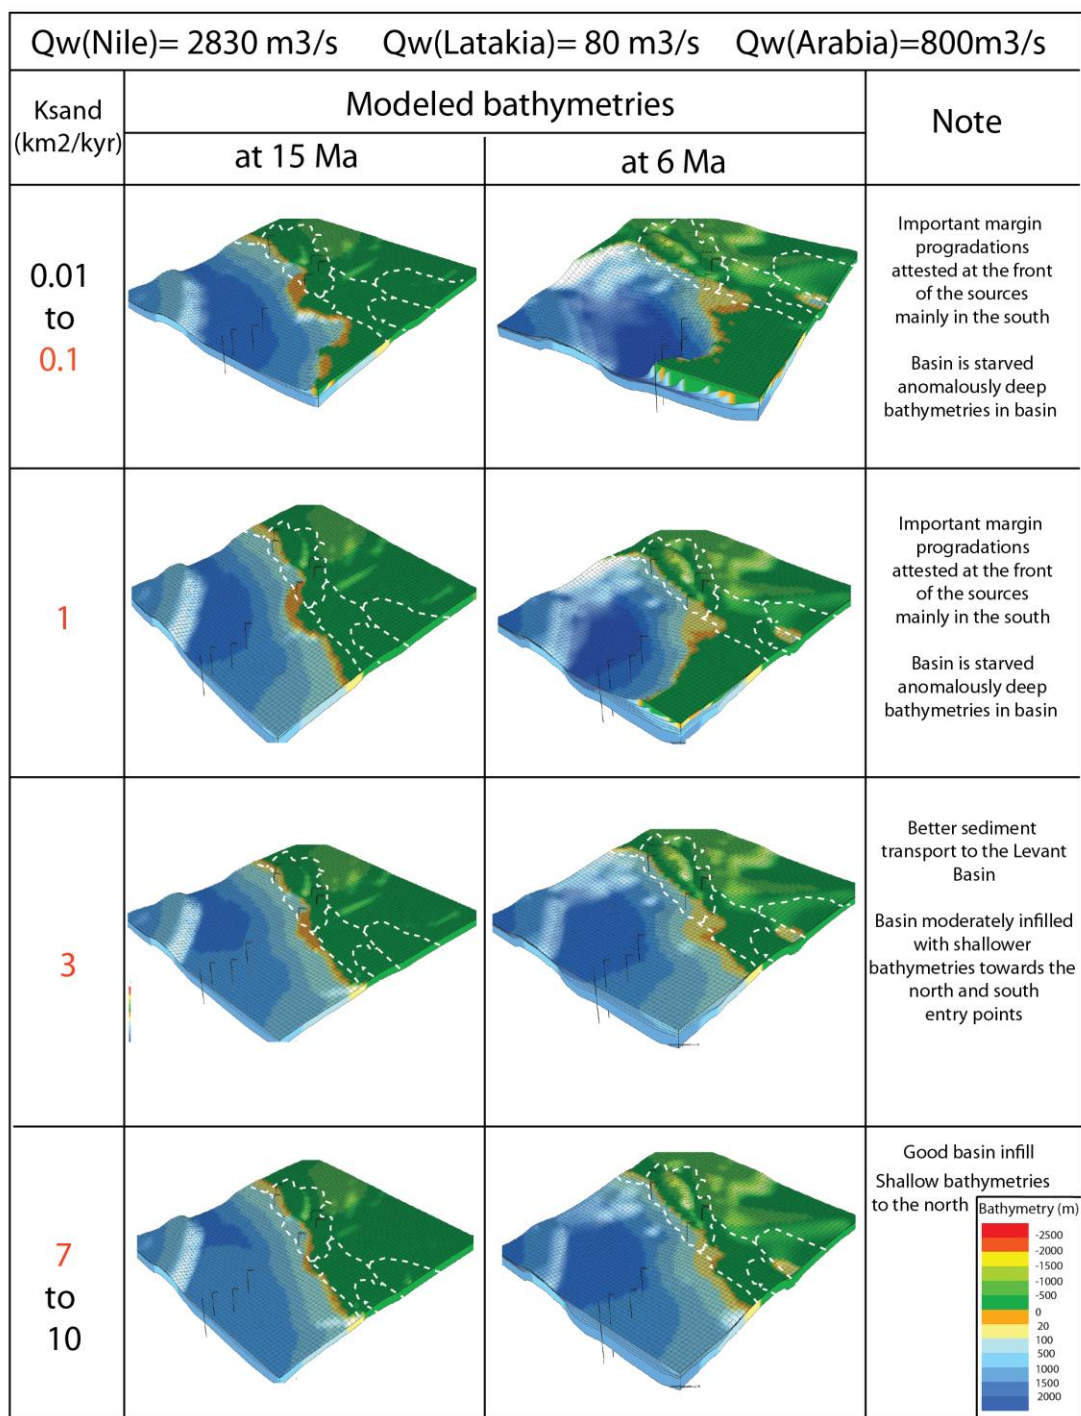 Qw(Nile)= 2830 m3/s Qw(Latakia)= 80 m3/s Qw(Arabia)=800m3/s
Ksand
(km2/kyr)
Modeled bathymetries
at 15 Ma
at 6 Ma
Note
0.01
to
0.1
Important margin
progradations
attested at the front
of the sources
mainly in the south
Basin is starved
anomalously deep
bathymetries in basin
1
Important margin
progradations
attested at the front
of the sources
mainly in the south
Basin is starved
anomalously deep
bathymetries in basin
3
Better sediment
transport to the Levant
Basin
Basin moderately infilled
with shallower
bathymetries towards the
north and south
entry points
7
to
10
Good basin infill
Shallow bathymetries
to the north
Bathymetry (m)
-2500
-2000
-1500
-1000
-500
0
20
100
500
1000
1500
2000